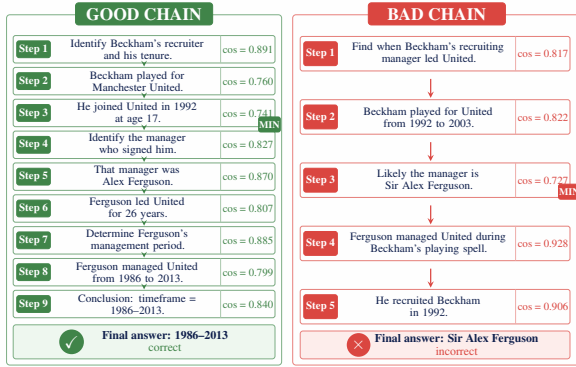 GOOD CHAIN
Step 1
Identify Beckham's recruiter
and his tenure.
cos = 0.891
Step 2
Beckham played for
Manchester United.
cos = 0.760
Step 3
He joined United in 1992
at age 17.
cos = 0.741
MIN
Step 4
Identify the manager
who signed him.
cos = 0.827
Step 5
That manager was
Alex Ferguson.
cos = 0.870
Step 6
Ferguson led United
for 26 years.
cos = 0.807
Step 7
Determine Ferguson's
management period.
cos = 0.885
Step 8
Ferguson managed United
from 1986 to 2013.
cos = 0.799
Step 9
Conclusion: timeframe =
1986–2013.
cos = 0.840
Final answer: 1986–2013
correct
BAD CHAIN
Step 1
Find when Beckham's recruiting
manager led United.
cos = 0.817
Step 2
Beckham played for United
from 1992 to 2003.
cos = 0.822
Step 3
Likely the manager is
Sir Alex Ferguson.
cos = 0.727
MIN
Step 4
Ferguson managed United during
Beckham's playing spell.
cos = 0.928
Step 5
He recruited Beckham
in 1992.
cos = 0.906
Final answer: Sir Alex Ferguson
incorrect